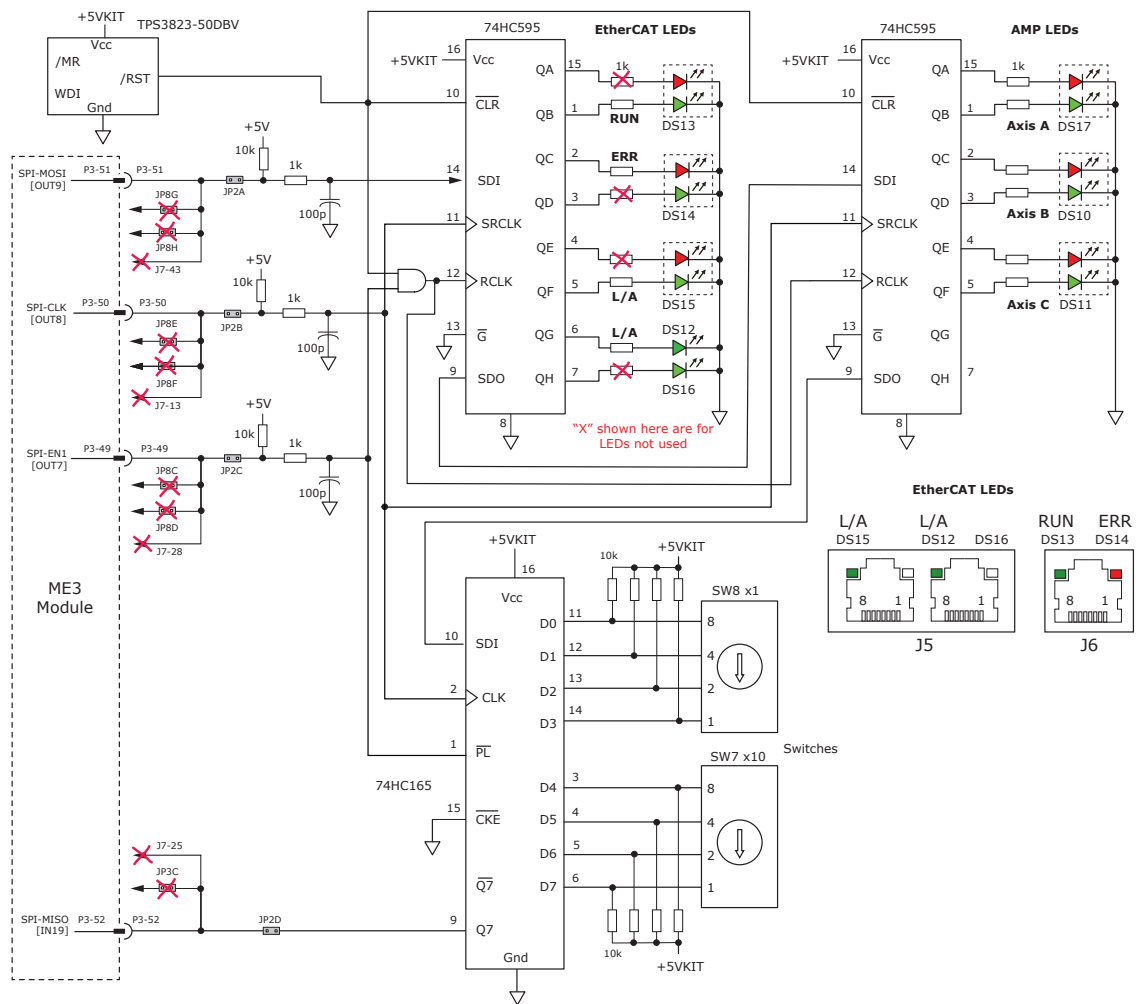 +5VKIT
TPS3823-50DBV
Vcc
/MR
/RST
WDI
Gnd
74HC595
EtherCAT LEDs
+5VKIT
16
Vcc
10
CLR
14
SDI
11
SRCLK
12
RCLK
13
G
9
SDO
8
QA
15
1k
QB
1
RUN
DS13
QC
2
ERR
QD
3
DS14
QE
4
QF
5
L/A
DS15
QG
6
L/A
DS12
QH
7
DS16
"X" shown here are for
LEDs not used
74HC595
AMP LEDs
+5VKIT
16
Vcc
10
CLR
14
SDI
11
SRCLK
12
RCLK
13
G
9
SDO
8
QA
15
1k
QB
1
Axis A
DS17
QC
2
QD
3
Axis B
DS10
QE
4
QF
5
Axis C
DS11
QG
QH
7
SPI-MOSI
[OUT9]
P3-51
P3-51
JP8G
JP8H
J7-43
JP2A
+5V
10k
1k
100p
SPI-CLK
[OUT8]
P3-50
P3-50
JP8E
JP8F
J7-13
JP2B
+5V
10k
1k
100p
SPI-EN1
[OUT7]
P3-49
P3-49
JP8C
JP8D
J7-28
JP2C
+5V
10k
1k
100p
ME3
Module
EtherCAT LEDs
L/A
DS15
L/A
DS12
DS16
RUN
DS13
ERR
DS14
8 1
8 1
8 1
J5
J6
+5VKIT
16
Vcc
10
SDI
2
CLK
1
PL
74HC165
15
CKE
Q7
9
Q7
Gnd
D0
11
D1
12
D2
13
D3
14
D4
3
D5
4
D6
5
D7
6
10k
+5VKIT
SW8 x1
8
4
2
1
Switches
SW7 x10
8
4
2
1
10k
+5VKIT
J7-25
JP3C
SPI-MISO
[IN19]
P3-52
P3-52
JP2D